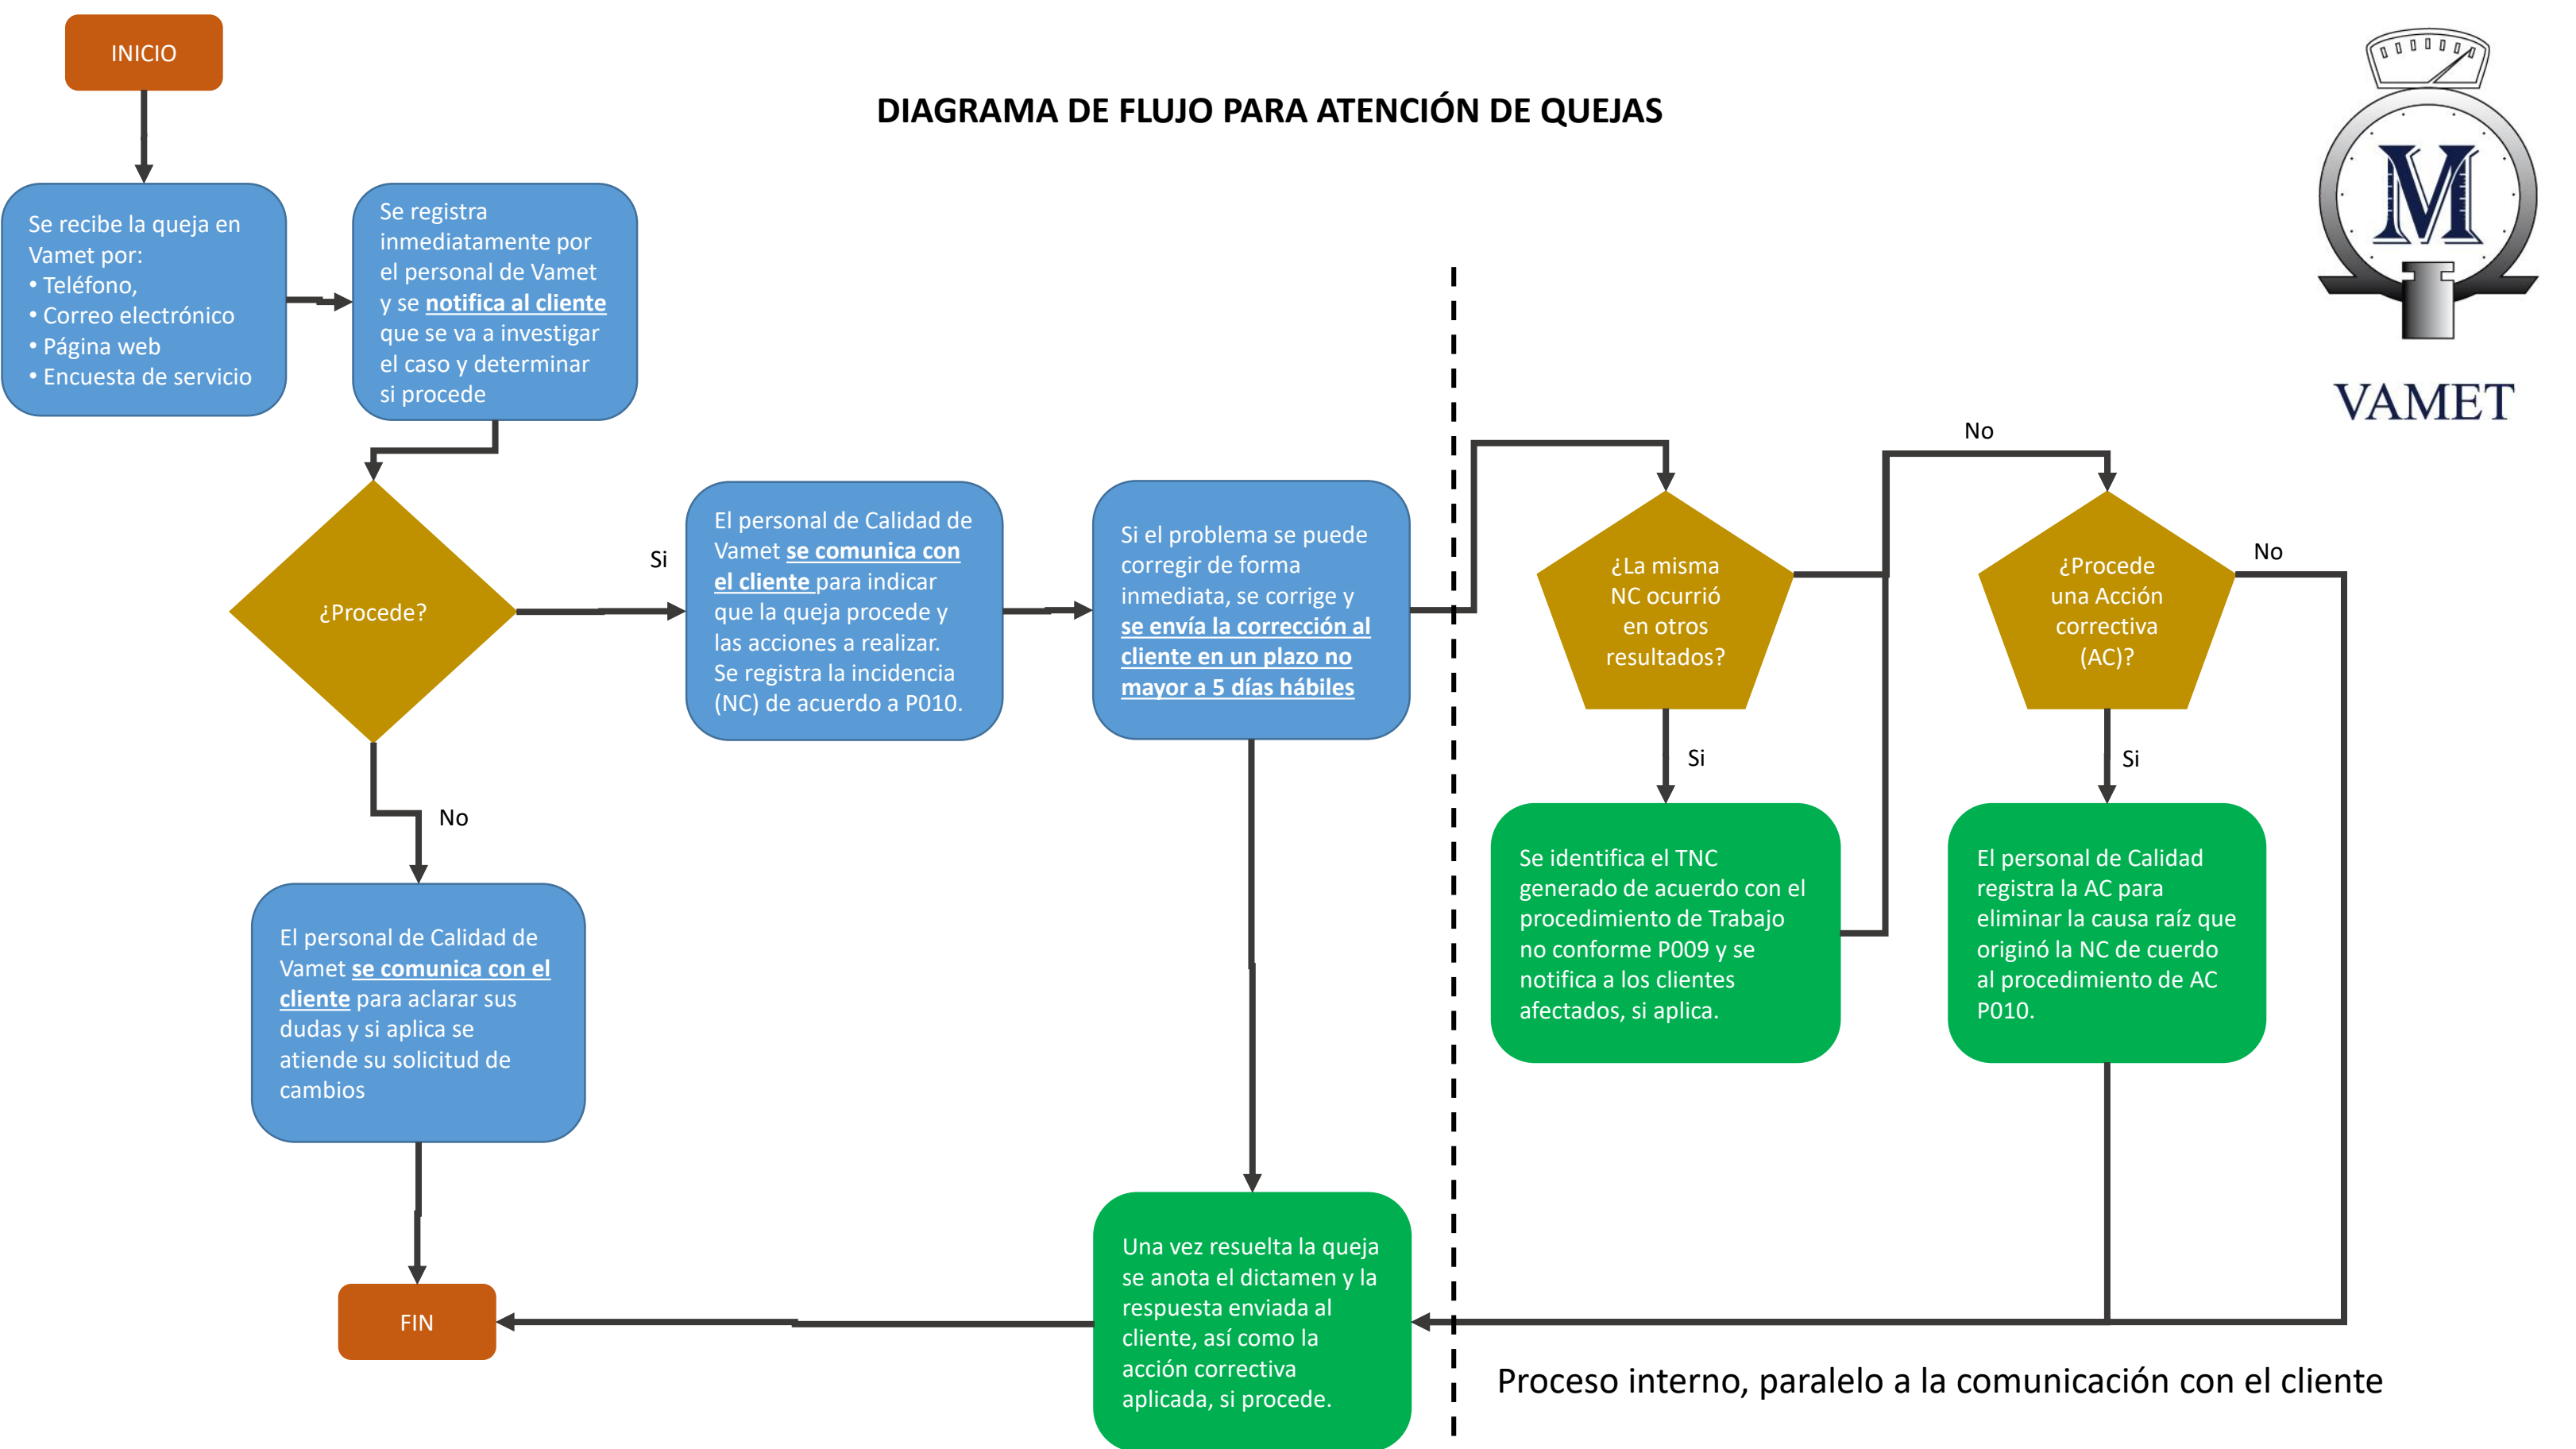 INICIO
DIAGRAMA DE FLUJO PARA ATENCIÓN DE QUEJAS
Se recibe la queja en
Vamet por:
• Teléfono,
• Correo electrónico
• Página web
• Encuesta de servicio
Se registra
inmediatamente por
el personal de Vamet
y se notifica al cliente
que se va a investigar
el caso y determinar
si procede
M
VAMET
¿Procede?
Si
El personal de Calidad de
Vamet se comunica con
el cliente para indicar
que la queja procede y
las acciones a realizar.
Se registra la incidencia
(NC) de acuerdo a P010.
Si el problema se puede
corregir de forma
inmediata, se corrige y
se envía la corrección al
cliente en un plazo no
mayor a 5 días hábiles
¿La misma
NC ocurrió
en otros
resultados?
No
¿Procede
una Acción
correctiva
(AC)?
No
Si
Si
No
El personal de Calidad de
Vamet se comunica con el
cliente para aclarar sus
dudas y si aplica se
atiende su solicitud de
cambios
Se identifica el TNC
generado de acuerdo con el
procedimiento de Trabajo
no conforme P009 y se
notifica a los clientes
afectados, si aplica.
El personal de Calidad
registra la AC para
eliminar la causa raíz que
originó la NC de cuerdo
al procedimiento de AC
P010.
Una vez resuelta la queja
se anota el dictamen y la
respuesta enviada al
cliente, así como la
acción correctiva
aplicada, si procede.
FIN
Proceso interno, paralelo a la comunicación con el cliente